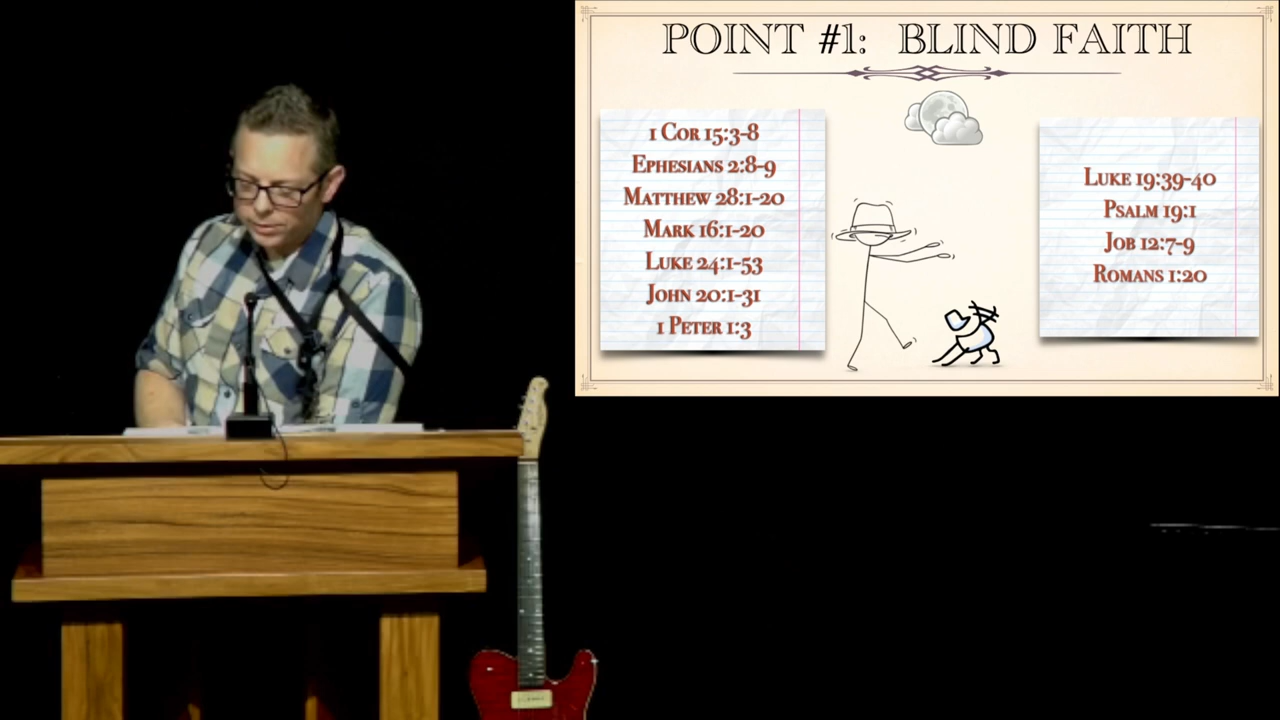 POINT #1: BLIND FAITH
1 Cor 15:3-8
Ephesians 2:8-9
Matthew 28:1-20
Mark 16:1-20
Luke 24:1-53
John 20:1-31
1 Peter 1:3
Luke 19:39-40
Psalm 19:1
Job 12:7-9
Romans 1:20